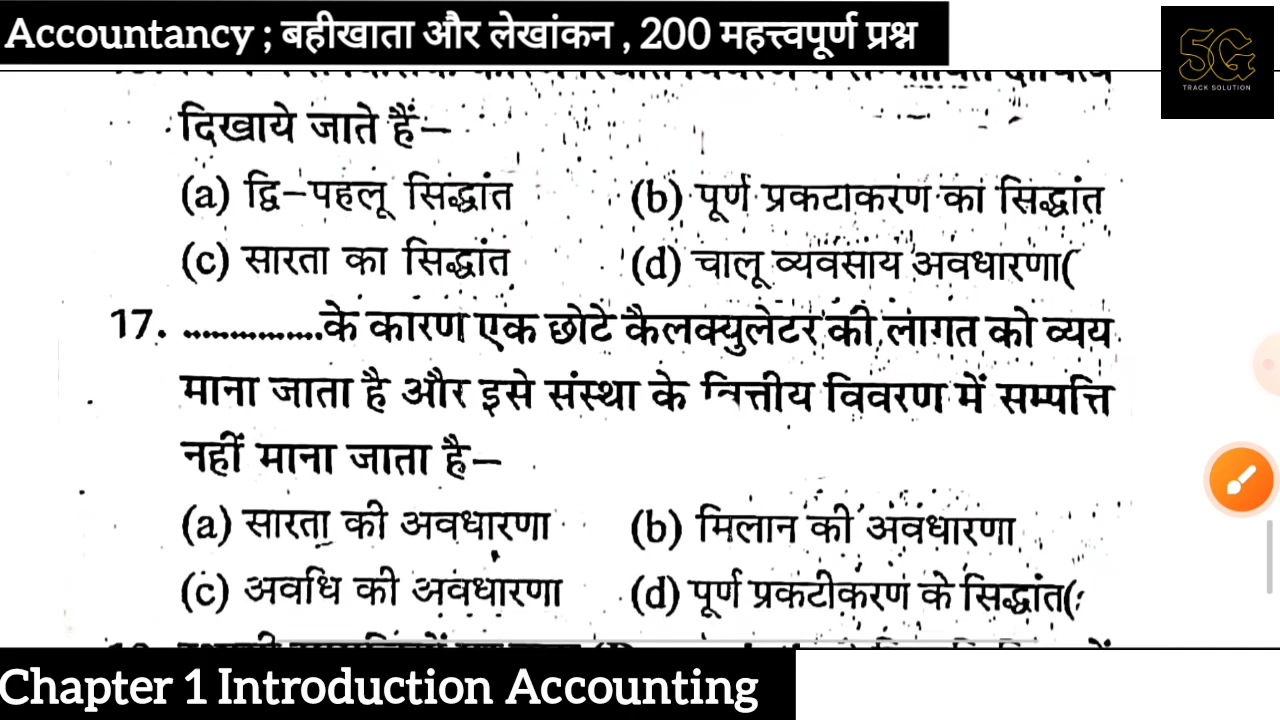 Accountancy ; बहीखाता और लेखांकन , 200 महत्त्वपूर्ण प्रश्न
5G
TRACK SOLUTION
दिखाये जाते हैं—
(a) द्वि-पहलू सिद्धांत (b) पूर्ण प्रकटाकरण का सिद्धांत
(c) सारता का सिद्धांत (d) चालू व्यवसाय अवधारणा(
17. ..............के कारण एक छोटे कैलक्युलेटर की लागत को व्यय
माना जाता है और इसे संस्था के वित्तीय विवरण में सम्पत्ति
नहीं माना जाता है—
(a) सारता की अवधारणा (b) मिलान की अवधारणा
(c) अवधि की अवधारणा (d) पूर्ण प्रकटीकरण के सिद्धांत(
Chapter 1 Introduction Accounting